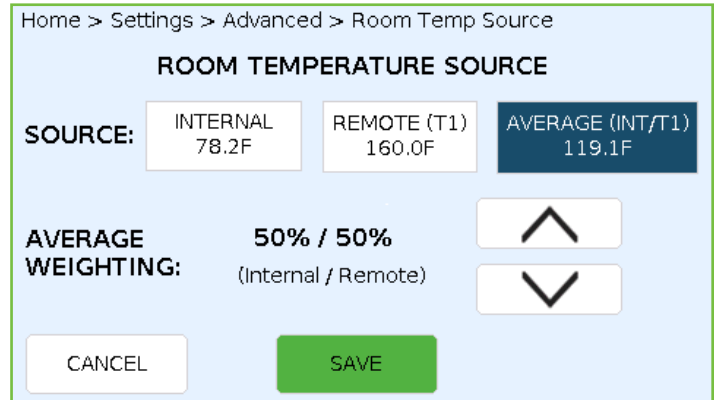 Home > Settings > Advanced > Room Temp Source
ROOM TEMPERATURE SOURCE
SOURCE:
INTERNAL
78.2F
REMOTE (T1)
160.0F
AVERAGE (INT/T1)
119.1F
AVERAGE
WEIGHTING:
50% / 50%
(Internal / Remote)
CANCEL
SAVE